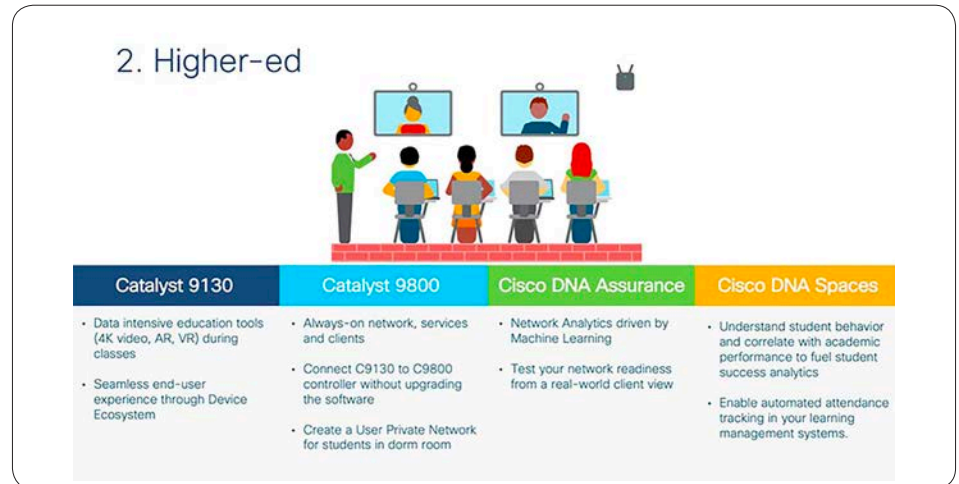 2. Higher-ed
Catalyst 9130
Catalyst 9800
Cisco DNA Assurance
Cisco DNA Spaces
• Data intensive education tools
(4K video, AR, VR) during
classes
• Seamless end-user
experience through Device
Ecosystem
• Always-on network, services
and clients
• Connect C9130 to C9800
controller without upgrading
the software
• Create a User Private Network
for students in dorm room
• Network Analytics driven by
Machine Learning
• Test your network readiness
from a real-world client view
• Understand student behavior
and correlate with academic
performance to fuel student
success analytics
• Enable automated attendance
tracking in your learning
management systems.